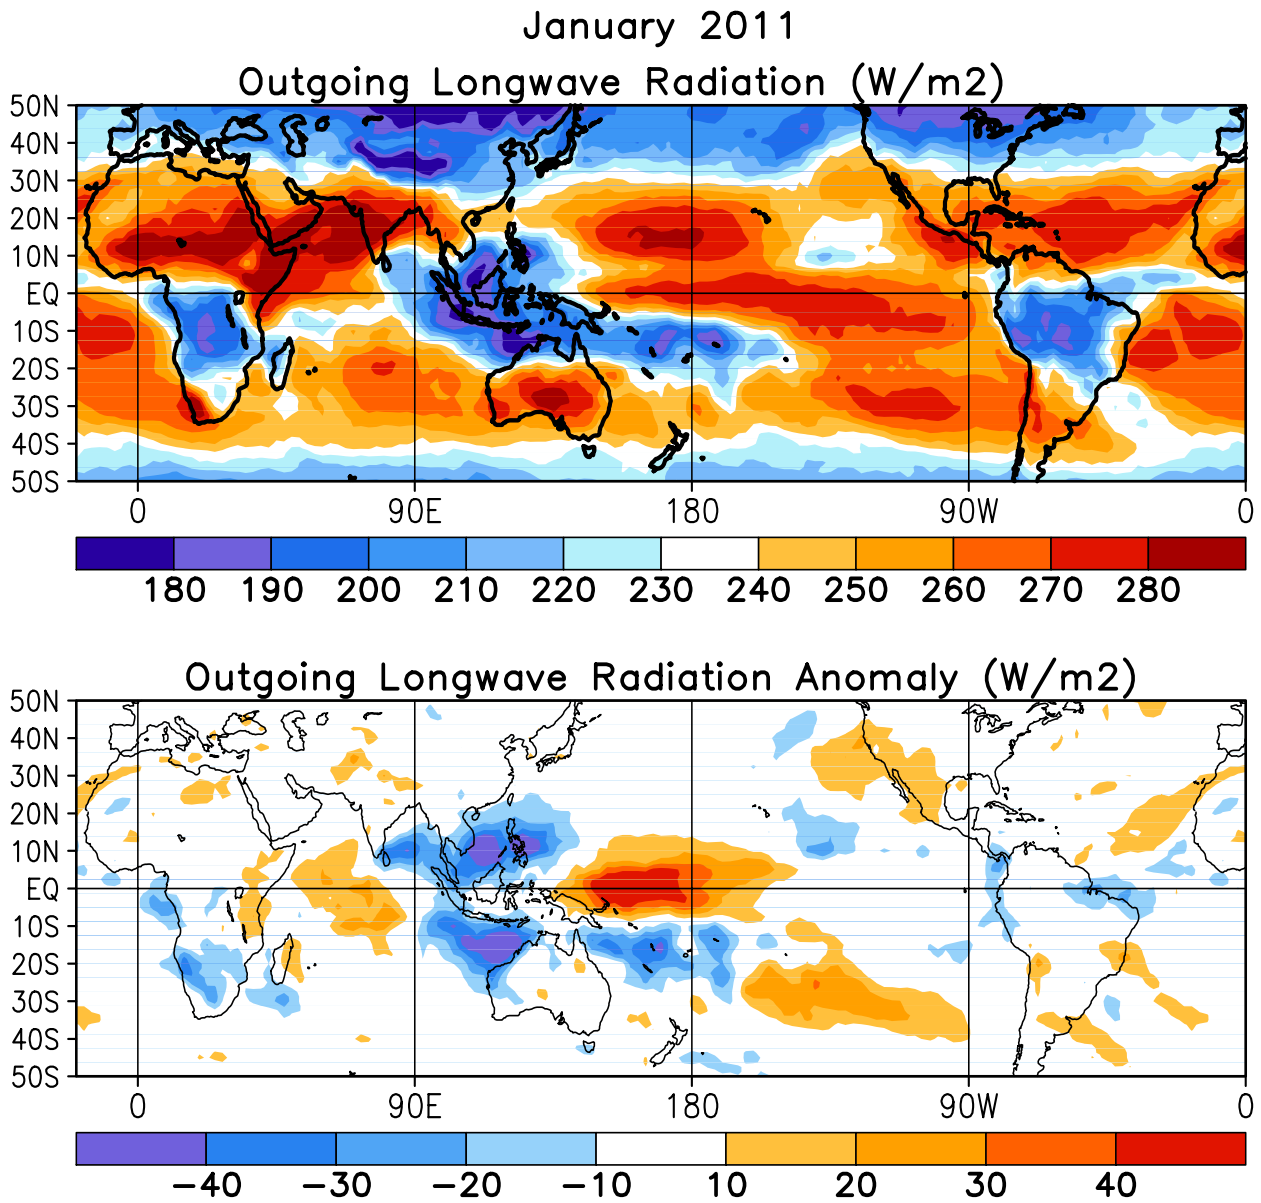 January 2011
Outgoing Longwave Radiation (W/m2)
50N
40N
30N
20N
10N
EQ
10S
20S
30S
40S
50S
0 90E 180 90W 0
180 190 200 210 220 230 240 250 260 270 280
Outgoing Longwave Radiation Anomaly (W/m2)
50N
40N
30N
20N
10N
EQ
10S
20S
30S
40S
50S
0 90E 180 90W 0
−40 −30 −20 −10 10 20 30 40